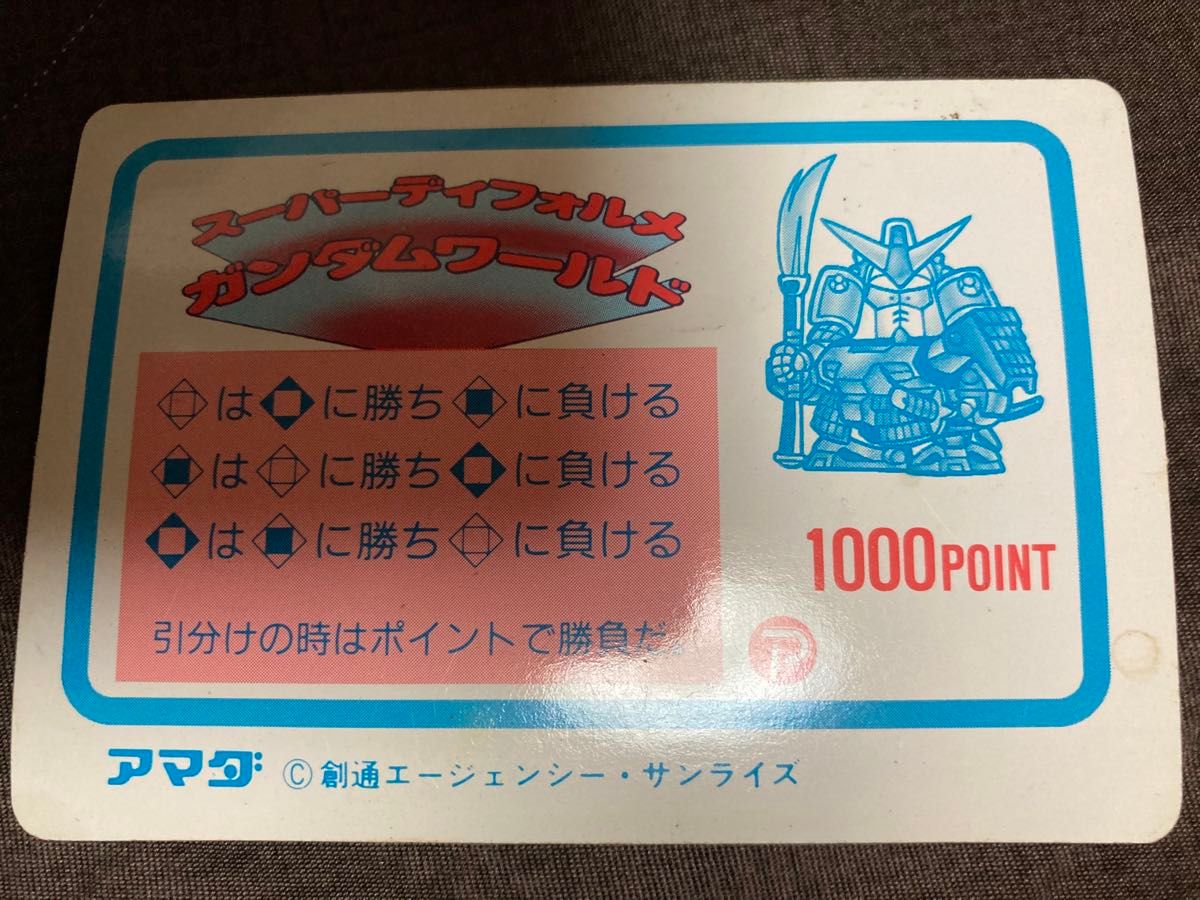 スーパーディフォルメ
ガンダムワールド
は に勝ち に負ける
は に勝ち に負ける
は に勝ち に負ける
引分けの時はポイントで勝負だ。
1000POINT
アマダ ©創通エージェンシー・サンライズ